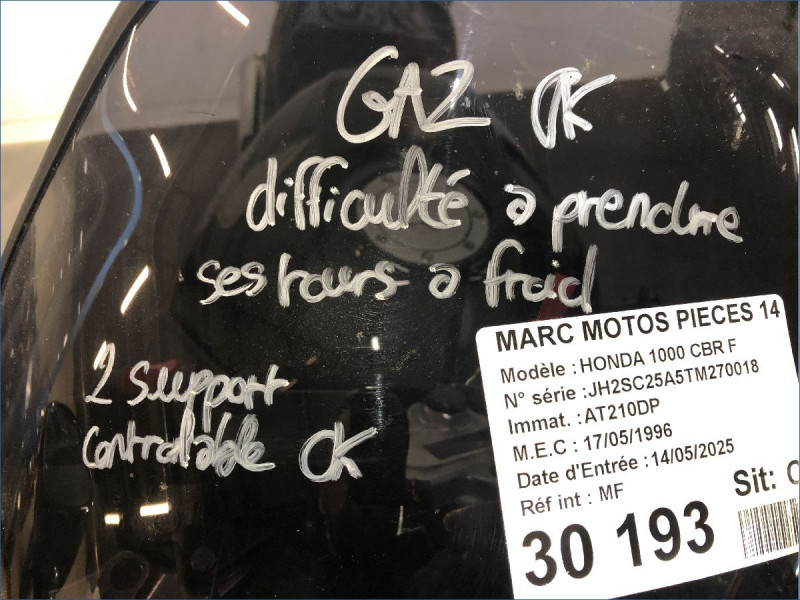 GAZ OK
difficulté a prendre
ses tours a froid
2 support
controlable OK
MARC MOTOS PIECES 14
Modèle : HONDA 1000 CBR F
N° série : JH2SC25A5TM270018
Immat. : AT210DP
M.E.C : 17/05/1996
Date d'Entrée : 14/05/2025
Réf int : MF
Sit:
30 193